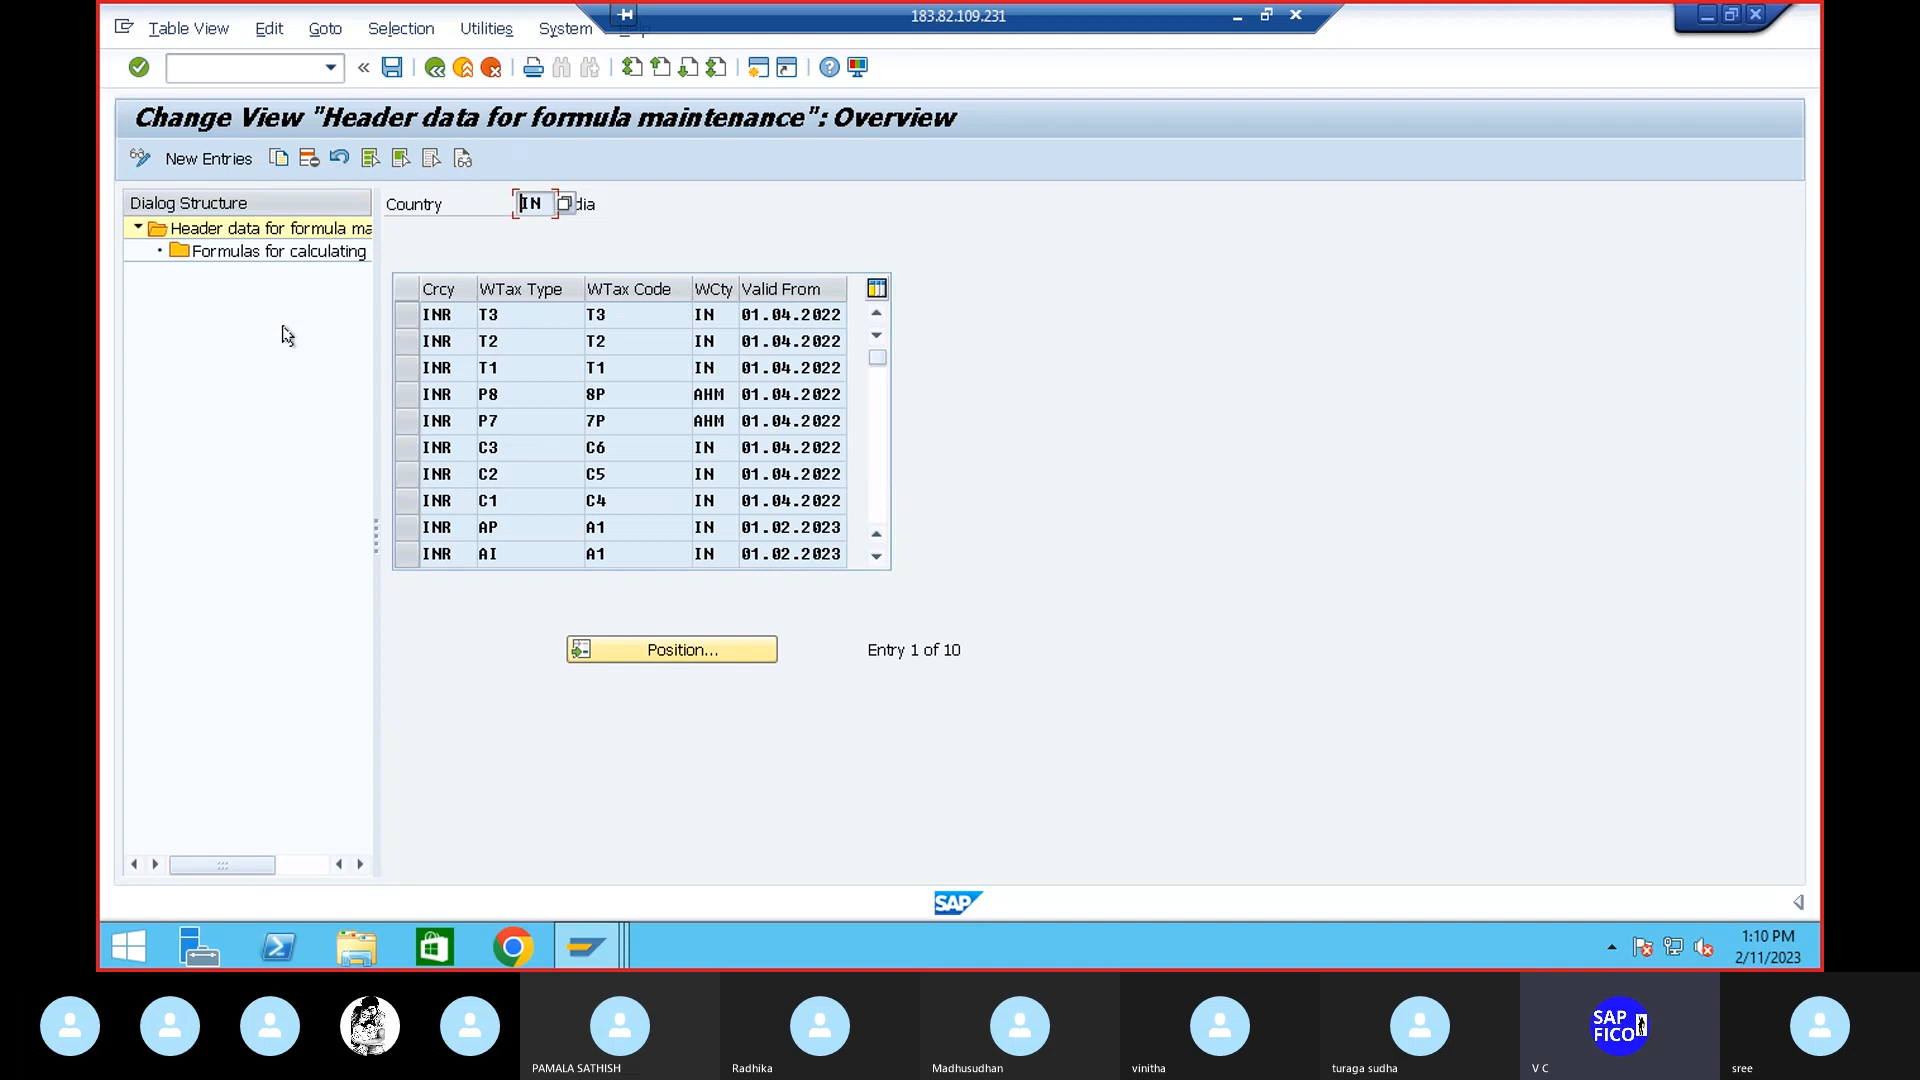 183.82.109.231
Table View Edit Goto Selection Utilities System
Change View "Header data for formula maintenance": Overview
New Entries
Dialog Structure
Header data for formula ma
Formulas for calculating
Country IN dia
Crcy WTax Type WTax Code WCty Valid From
INR T3 T3 IN 01.04.2022
INR T2 T2 IN 01.04.2022
INR T1 T1 IN 01.04.2022
INR P8 8P AHM 01.04.2022
INR P7 7P AHM 01.04.2022
INR C3 C6 IN 01.04.2022
INR C2 C5 IN 01.04.2022
INR C1 C4 IN 01.04.2022
INR AP A1 IN 01.02.2023
INR AI A1 IN 01.02.2023
Position... Entry 1 of 10
SAP
1:10 PM
2/11/2023
SAP
FICO
PAMALA SATHISH Radhika Madhusudhan vinitha turaga sudha V C sree